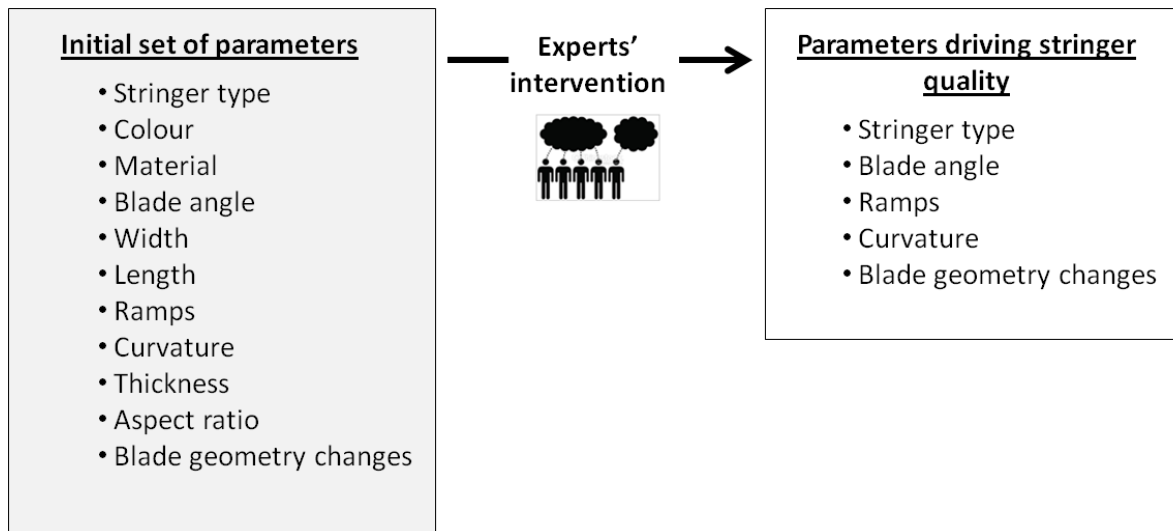 Initial set of parameters
• Stringer type
• Colour
• Material
• Blade angle
• Width
• Length
• Ramps
• Curvature
• Thickness
• Aspect ratio
• Blade geometry changes
Experts’
intervention
Parameters driving stringer
quality
• Stringer type
• Blade angle
• Ramps
• Curvature
• Blade geometry changes